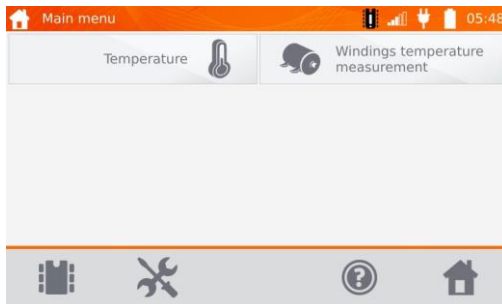 Main menu
05:48
Temperature
Windings temperature
measurement